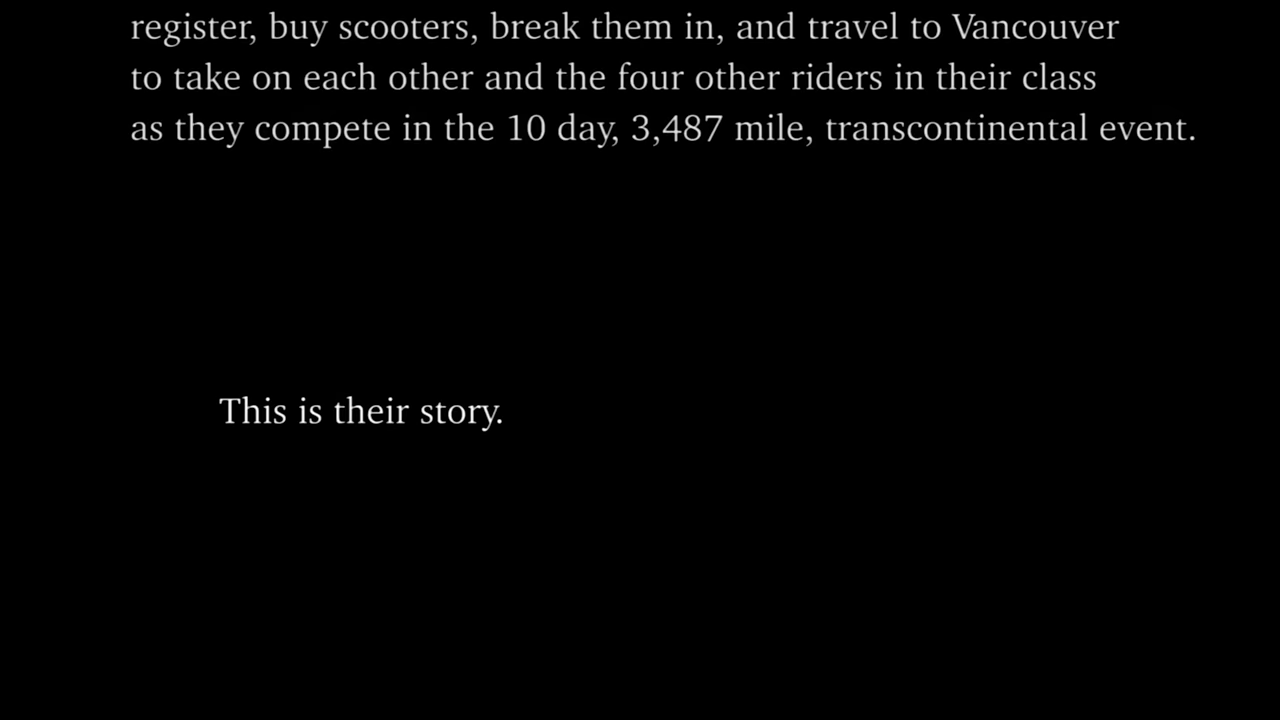 register, buy scooters, break them in, and travel to Vancouver
to take on each other and the four other riders in their class
as they compete in the 10 day, 3,487 mile, transcontinental event.
This is their story.